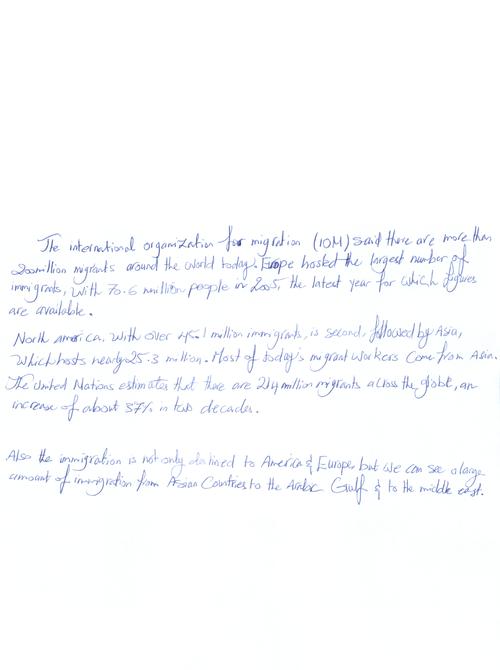 The international organization for migration (IOM) said there are more than
200million migrants around the world today. Europe hosted the largest number of
immigrants, with 70.6 million people in 2005, the latest year for which figures
are available.
North america, with over 45.1 million immigrants, is second, followed by Asia,
which hosts nearly 25.3 million. Most of today's migrant workers come from Asia.
The United Nations estimates that there are 214 million migrants across the globe, an
increase of about 37% in two decades.
Also the immigration is not only to America & Europe, but we can see a large
amount of immigration from Asian Countries to the Arabic Gulf & to the middle east.